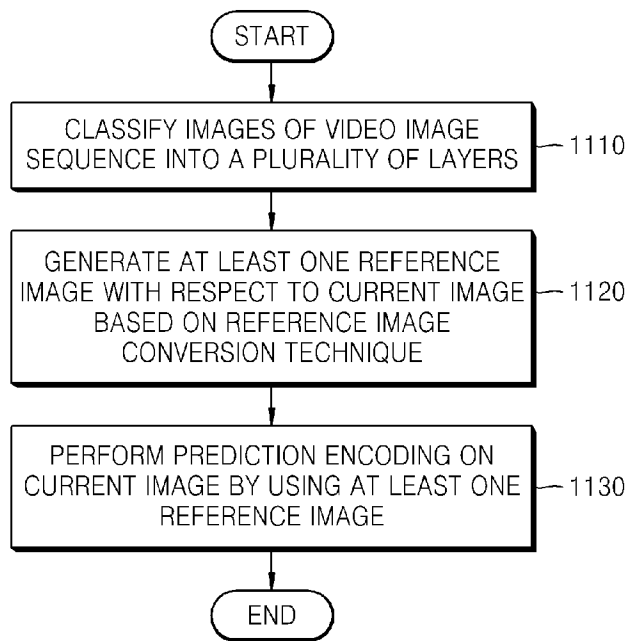 START
CLASSIFY IMAGES OF VIDEO IMAGE
SEQUENCE INTO A PLURALITY OF LAYERS
1110
GENERATE AT LEAST ONE REFERENCE
IMAGE WITH RESPECT TO CURRENT IMAGE
BASED ON REFERENCE IMAGE
CONVERSION TECHNIQUE
1120
PERFORM PREDICTION ENCODING ON
CURRENT IMAGE BY USING AT LEAST ONE
REFERENCE IMAGE
1130
END